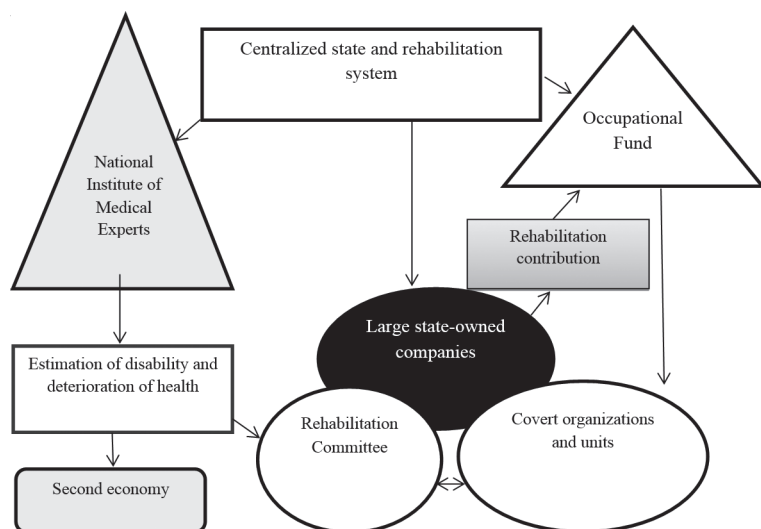 Centralized state and rehabilitation
system
Occupational
Fund
National
Institute of
Medical
Experts
Rehabilitation
contribution
Large state-owned
companies
Estimation of disability and
deterioration of health
Rehabilitation
Committee
Covert organizations
and units
Second economy